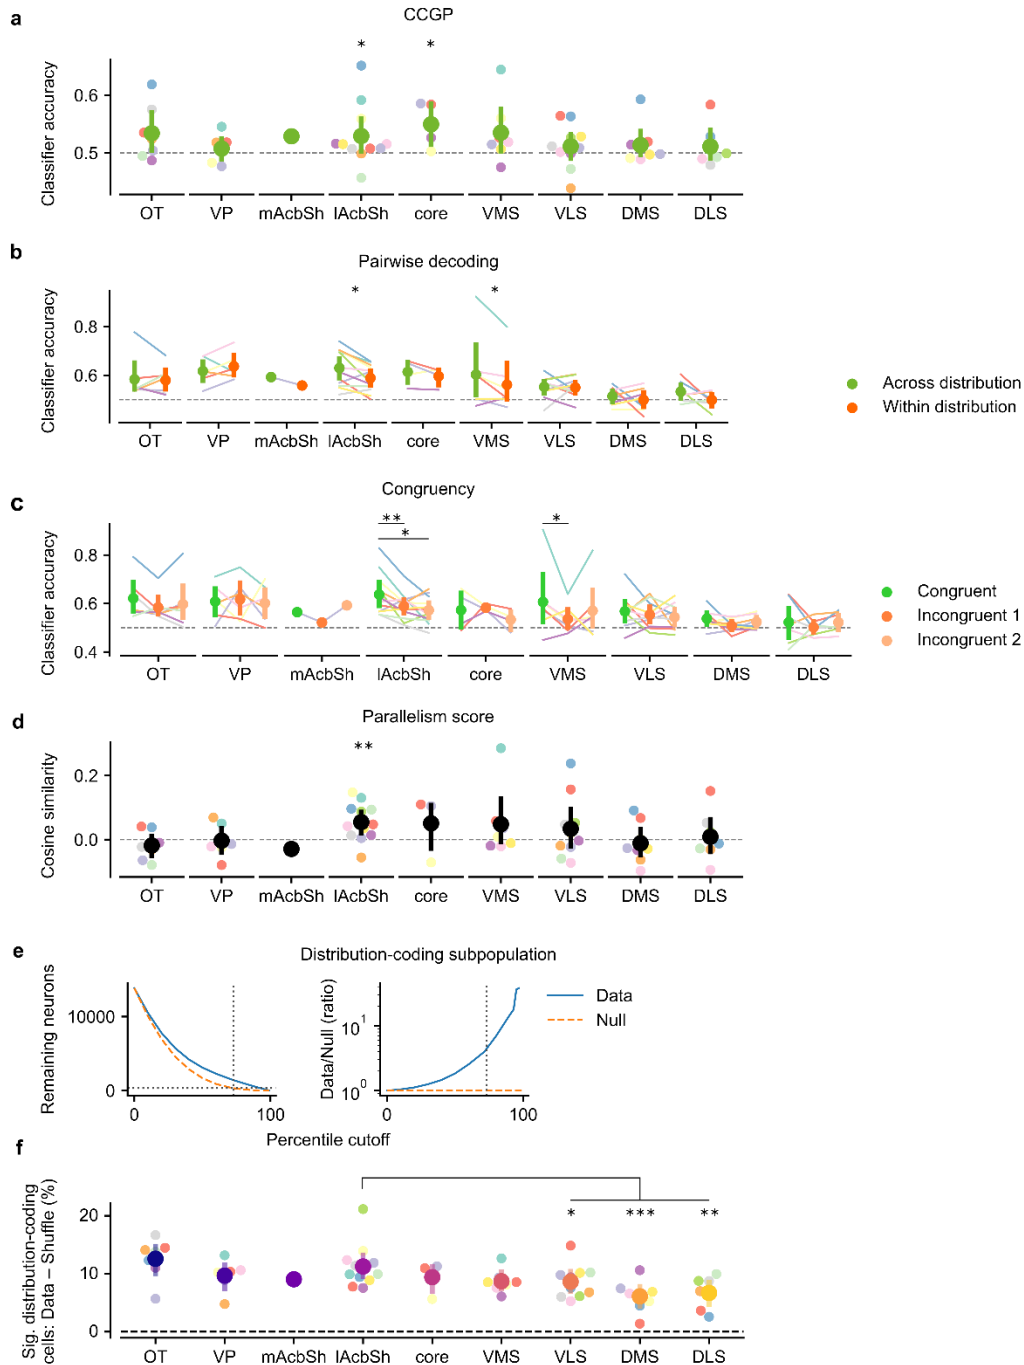 a
CCGP
* *
Classifier accuracy
0.6
0.5
OT VP mAcbSh lAcbSh core VMS VLS DMS DLS
b
Pairwise decoding
* *
Classifier accuracy
0.8
0.6
Across distribution
Within distribution
OT VP mAcbSh lAcbSh core VMS VLS DMS DLS
c
Congruency
** *
*
Classifier accuracy
0.8
0.6
0.4
Congruent
Incongruent 1
Incongruent 2
OT VP mAcbSh lAcbSh core VMS VLS DMS DLS
d
Parallelism score
**
Cosine similarity
0.2
0.0
OT VP mAcbSh lAcbSh core VMS VLS DMS DLS
e
Distribution-coding subpopulation
Remaining neurons
10000
0
0 100
Data/Null (ratio)
10¹
10⁰
0 100
Data
Null
Percentile cutoff
f
* *** **
Sig. distribution-coding
cells: Data – Shuffle (%)
20
10
0
OT VP mAcbSh lAcbSh core VMS VLS DMS DLS